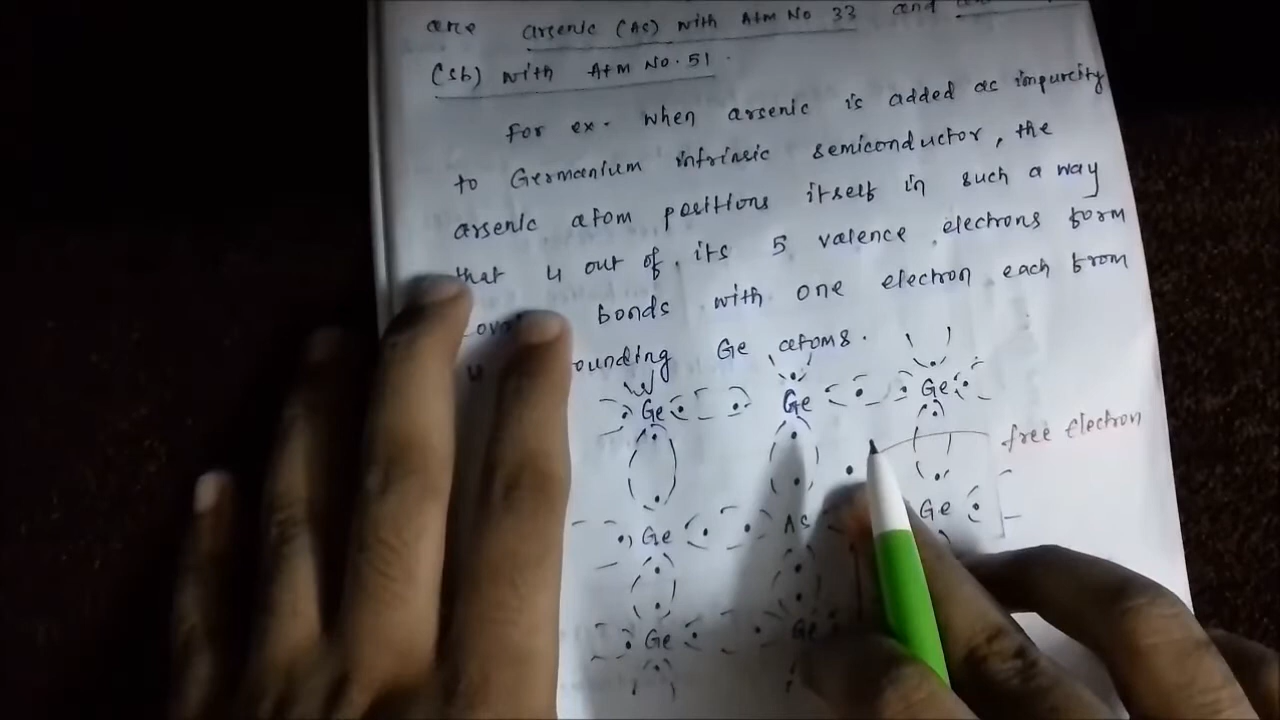 are arsenic (As) with Atm No 33 and
(sb) with Atm No. 51.
For ex. when arsenic is added as impurcity
to Germanium intrinsic semiconductor, the
arsenic atom positions itself in such a way
that 4 out of its 5 valence electrons form
bonds with one electron each from
4 ounding Ge atoms.
Ge Ge Ge
free electron
Ge As Ge
Ge Ge